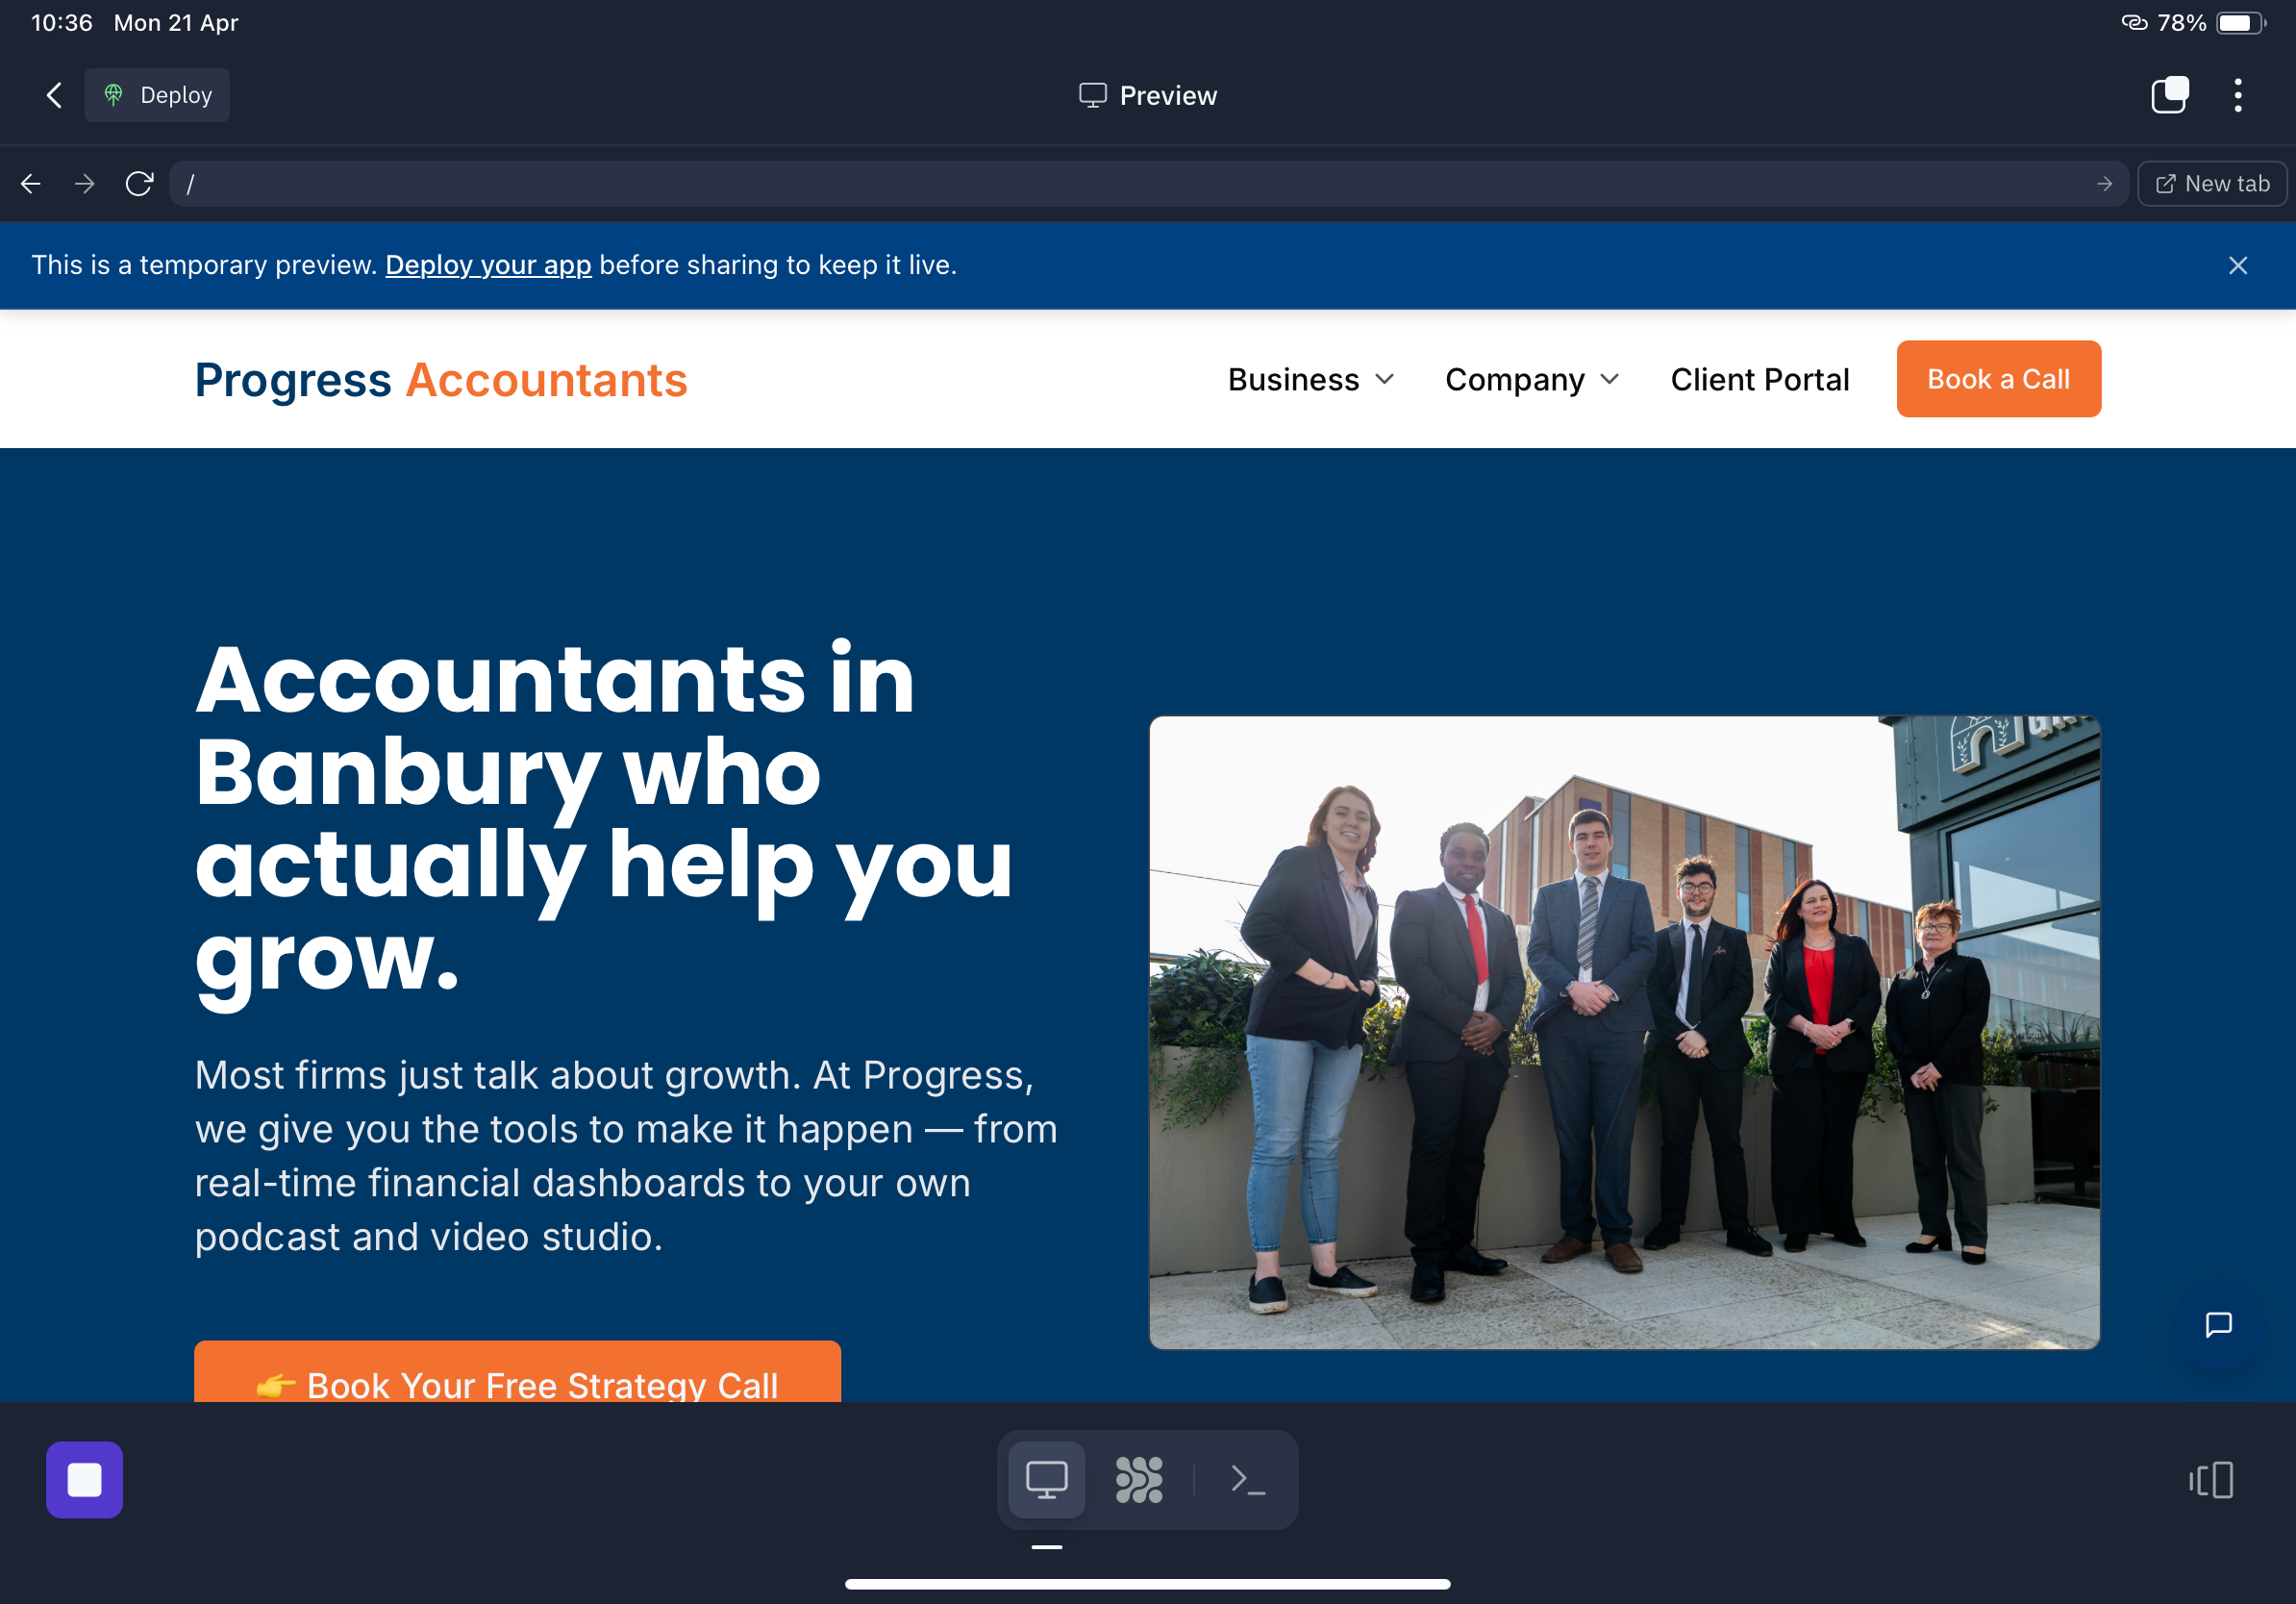 10:36 Mon 21 Apr
78%
Deploy
Preview
/
New tab
This is a temporary preview. Deploy your app before sharing to keep it live.
Progress Accountants
Business
Company
Client Portal
Book a Call
Accountants in
Banbury who
actually help you
grow.
Most firms just talk about growth. At Progress,
we give you the tools to make it happen — from
real-time financial dashboards to your own
podcast and video studio.
👉 Book Your Free Strategy Call